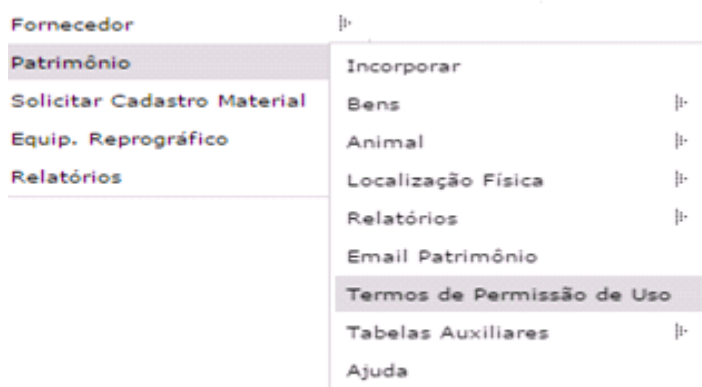 Fornecedor
Patrimônio
Solicitar Cadastro Material
Equip. Reprográfico
Relatórios
Incorporar
Bens
Animal
Localização Física
Relatórios
Email Patrimônio
Termos de Permissão de Uso
Tabelas Auxiliares
Ajuda